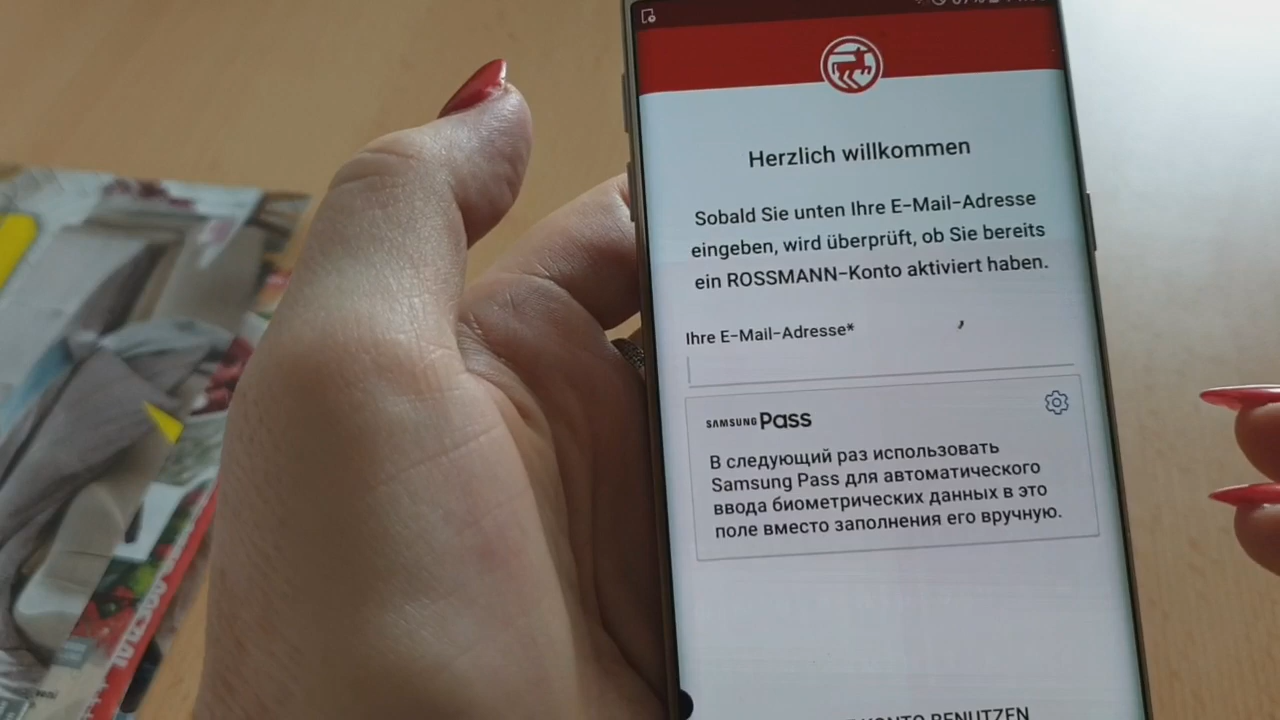 Herzlich willkommen
Sobald Sie unten Ihre E-Mail-Adresse
eingeben, wird überprüft, ob Sie bereits
ein ROSSMANN-Konto aktiviert haben.
Ihre E-Mail-Adresse*
SAMSUNG Pass
В следующий раз использовать
Samsung Pass для автоматического
ввода биометрических данных в это
поле вместо заполнения его вручную.
KONTO BENUTZEN